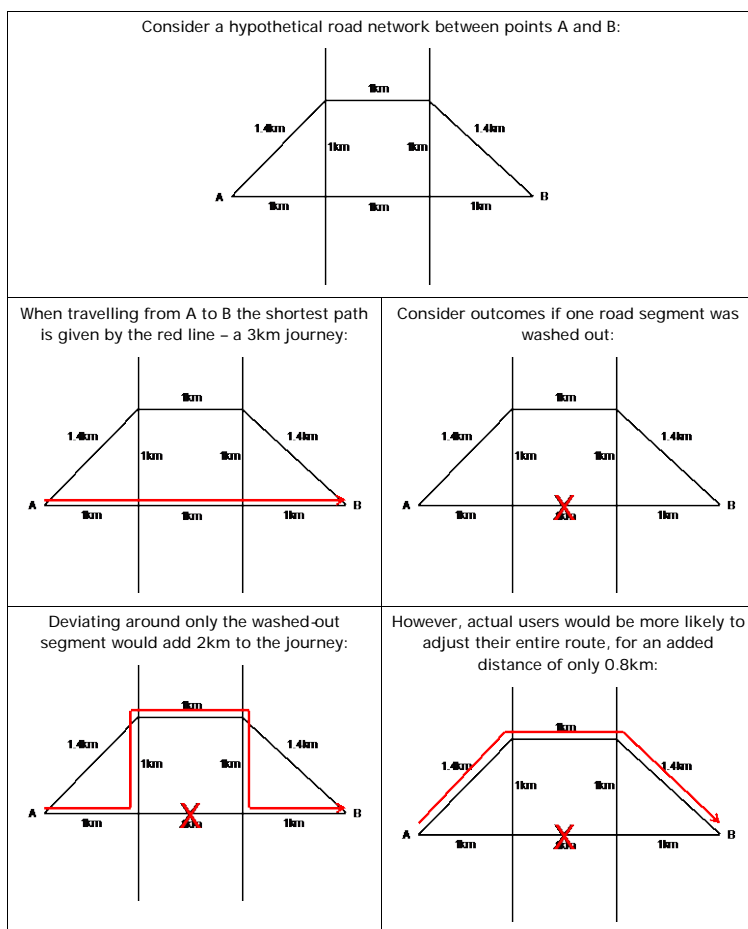 Consider a hypothetical road network between points A and B:
1km
1.4km
1.4km
1km
1km
A
B
1km
1km
1km
When travelling from A to B the shortest path
is given by the red line – a 3km journey:
1km
1.4km
1.4km
1km
1km
A
B
1km
1km
1km
Consider outcomes if one road segment was
washed out:
1km
1.4km
1.4km
1km
1km
A
B
1km
X
1km
1km
Deviating around only the washed-out
segment would add 2km to the journey:
1km
1.4km
1.4km
1km
1km
A
B
1km
X
1km
1km
However, actual users would be more likely to
adjust their entire route, for an added
distance of only 0.8km:
1km
1.4km
1.4km
1km
1km
A
B
1km
X
1km
1km